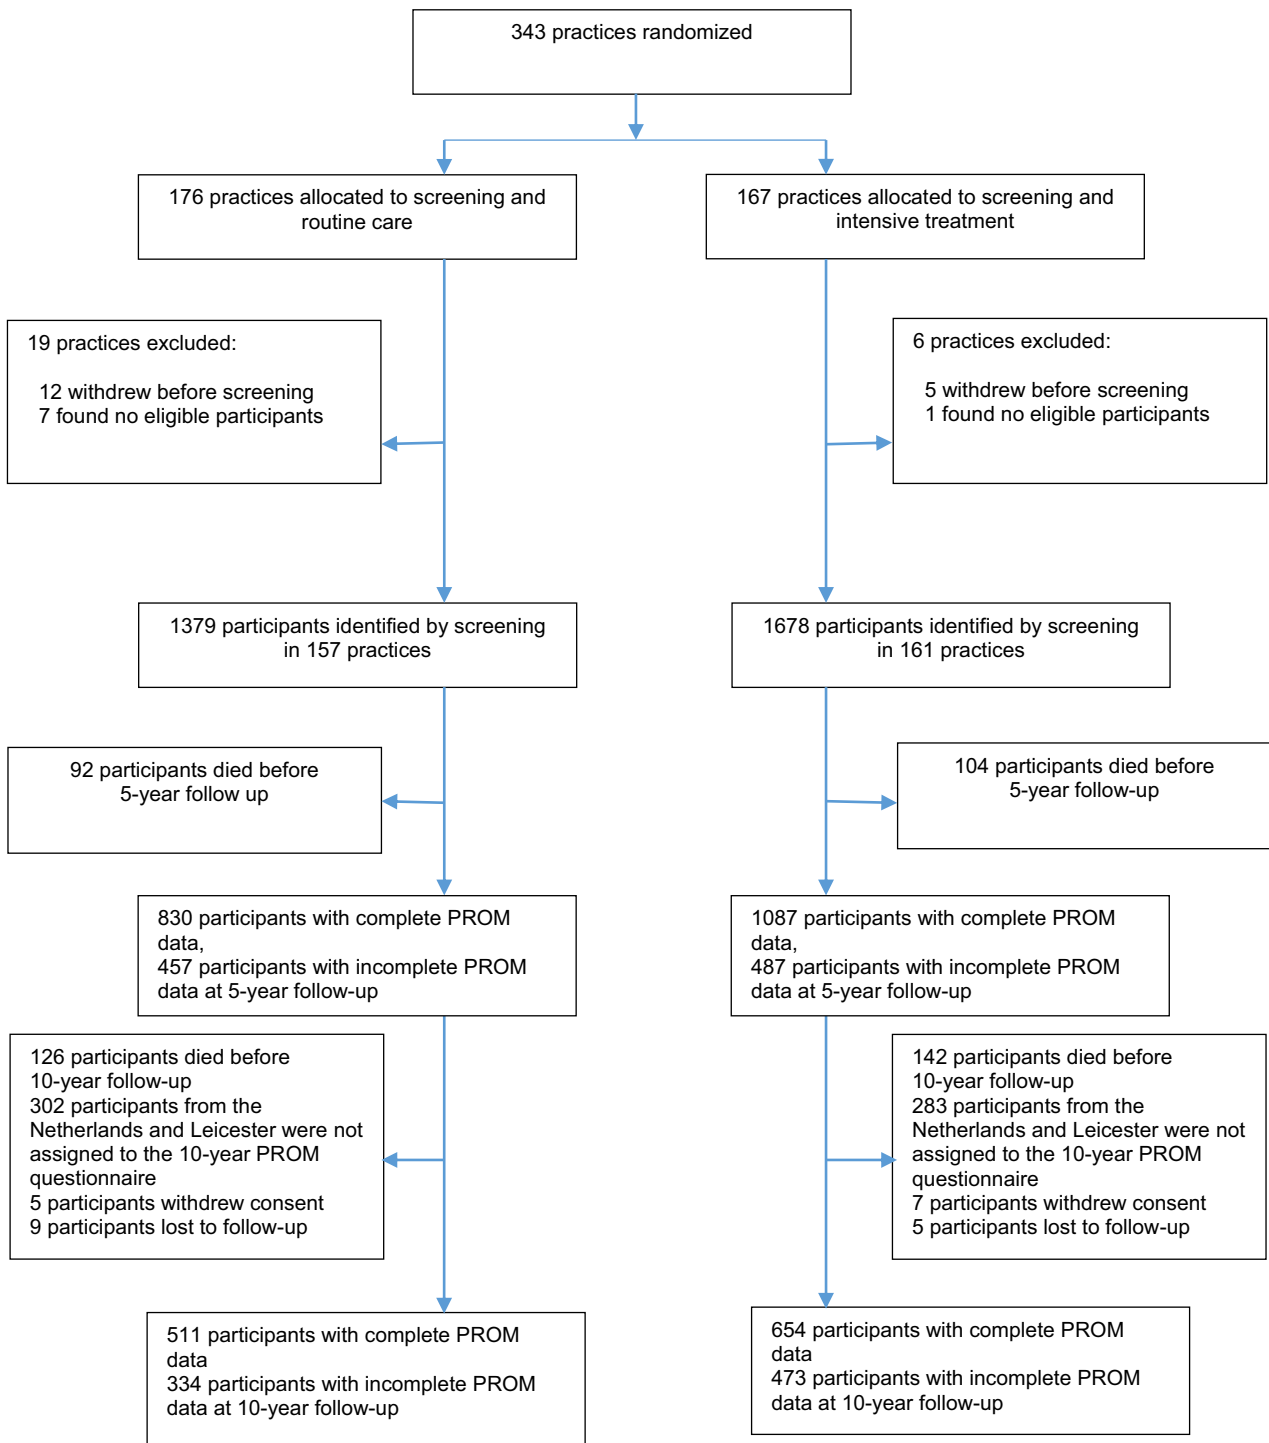 343 practices randomized
176 practices allocated to screening and
routine care
167 practices allocated to screening and
intensive treatment
19 practices excluded:
12 withdrew before screening
7 found no eligible participants
6 practices excluded:
5 withdrew before screening
1 found no eligible participants
1379 participants identified by screening
in 157 practices
1678 participants identified by screening
in 161 practices
92 participants died before
5-year follow up
104 participants died before
5-year follow-up
830 participants with complete PROM
data,
457 participants with incomplete PROM
data at 5-year follow-up
1087 participants with complete PROM
data,
487 participants with incomplete PROM
data at 5-year follow-up
126 participants died before
10-year follow-up
302 participants from the
Netherlands and Leicester were not
assigned to the 10-year PROM
questionnaire
5 participants withdrew consent
9 participants lost to follow-up
142 participants died before
10-year follow-up
283 participants from the
Netherlands and Leicester were not
assigned to the 10-year PROM
questionnaire
7 participants withdrew consent
5 participants lost to follow-up
511 participants with complete PROM
data
334 participants with incomplete PROM
data at 10-year follow-up
654 participants with complete PROM
data
473 participants with incomplete PROM
data at 10-year follow-up